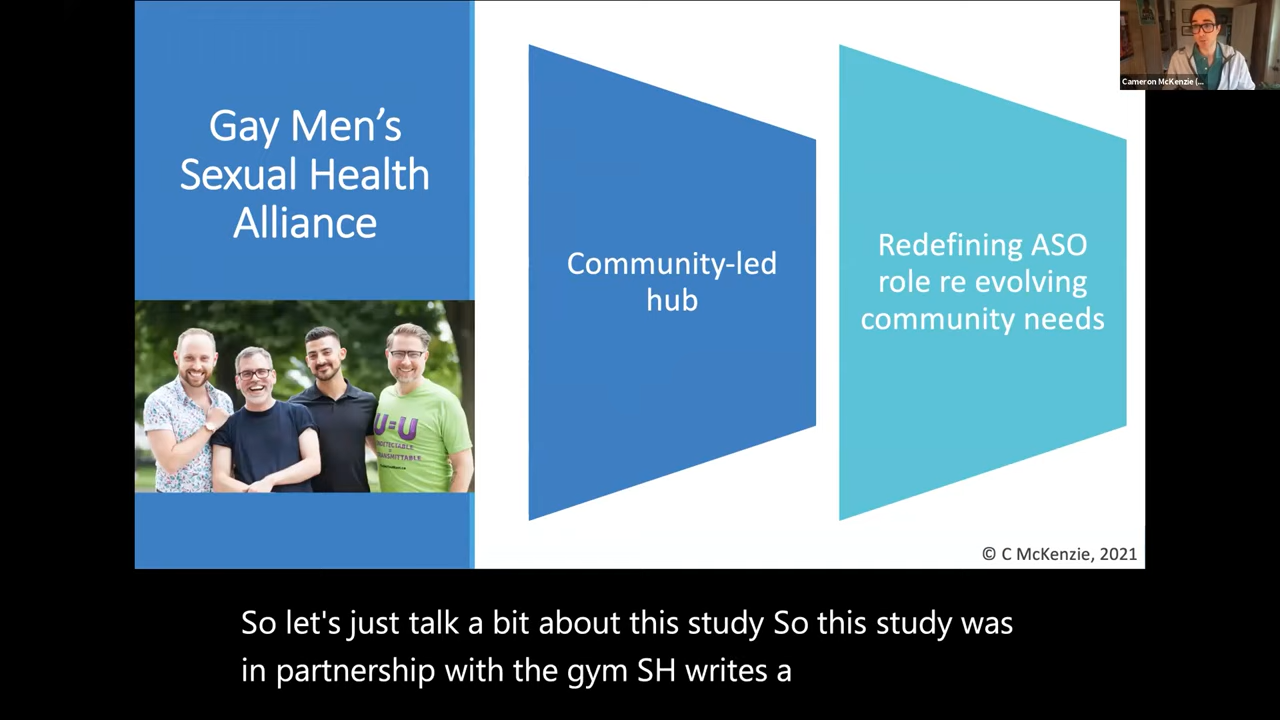 Gay Men's
Sexual Health
Alliance
Community-led
hub
Redefining ASO
role re evolving
community needs
U=U
© C McKenzie, 2021
Cameron McKenzie (...
So let's just talk a bit about this study So this study was
in partnership with the gym SH writes a